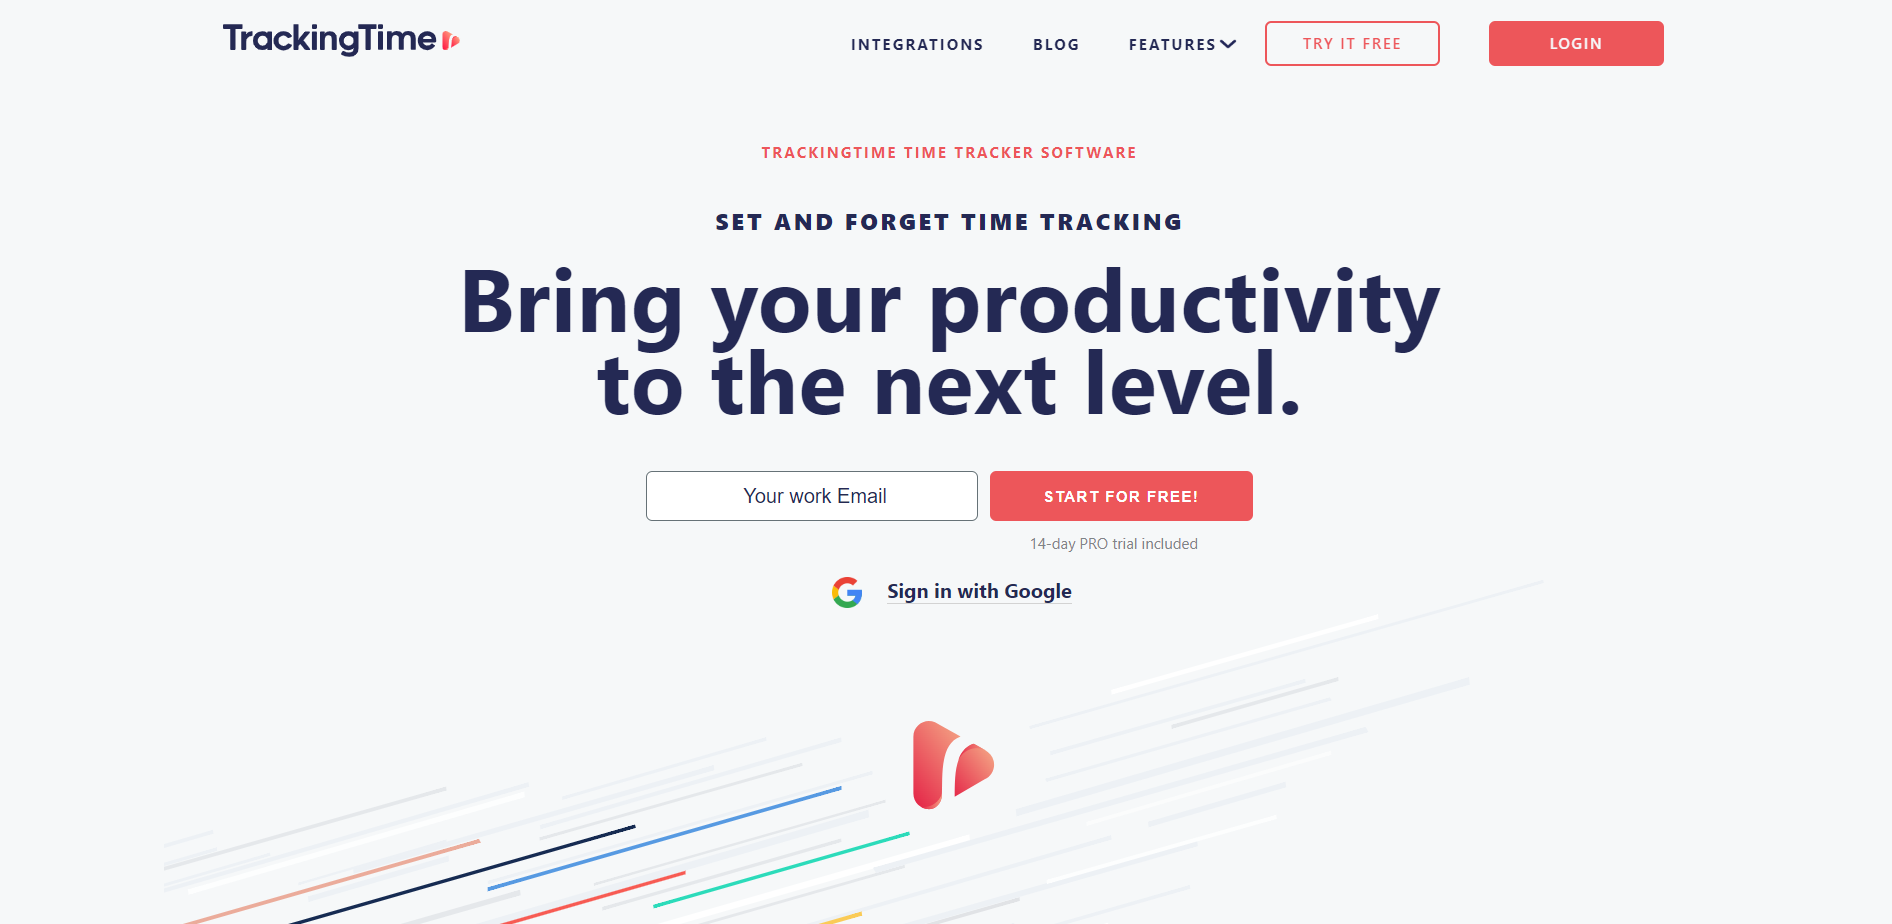 TrackingTime
INTEGRATIONS
BLOG
FEATURES
TRY IT FREE
LOGIN
TRACKINGTIME TIME TRACKER SOFTWARE
SET AND FORGET TIME TRACKING
Bring your productivity
to the next level.
Your work Email
START FOR FREE!
14-day PRO trial included
Sign in with Google